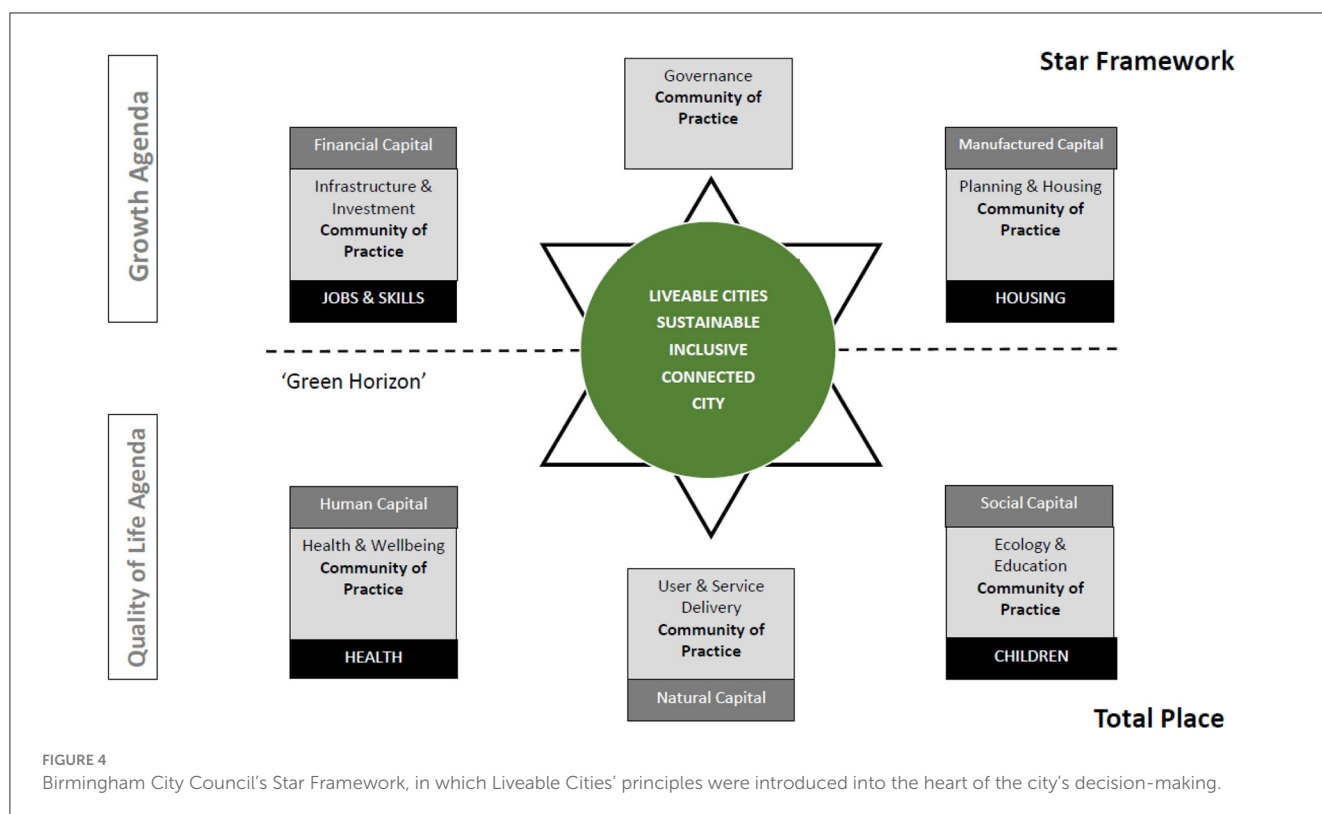 Star Framework
Growth Agenda
Financial Capital
Infrastructure &
Investment
Community of
Practice
JOBS & SKILLS
Governance
Community of
Practice
Manufactured Capital
Planning & Housing
Community of
Practice
HOUSING
LIVEABLE CITIES
SUSTAINABLE
INCLUSIVE
CONNECTED
CITY
'Green Horizon'
Quality of Life Agenda
Human Capital
Health & Wellbeing
Community of
Practice
HEALTH
User & Service
Delivery
Community of
Practice
Natural Capital
Social Capital
Ecology &
Education
Community of
Practice
CHILDREN
Total Place
FIGURE 4
Birmingham City Council's Star Framework, in which Liveable Cities' principles were introduced into the heart of the city's decision-making.